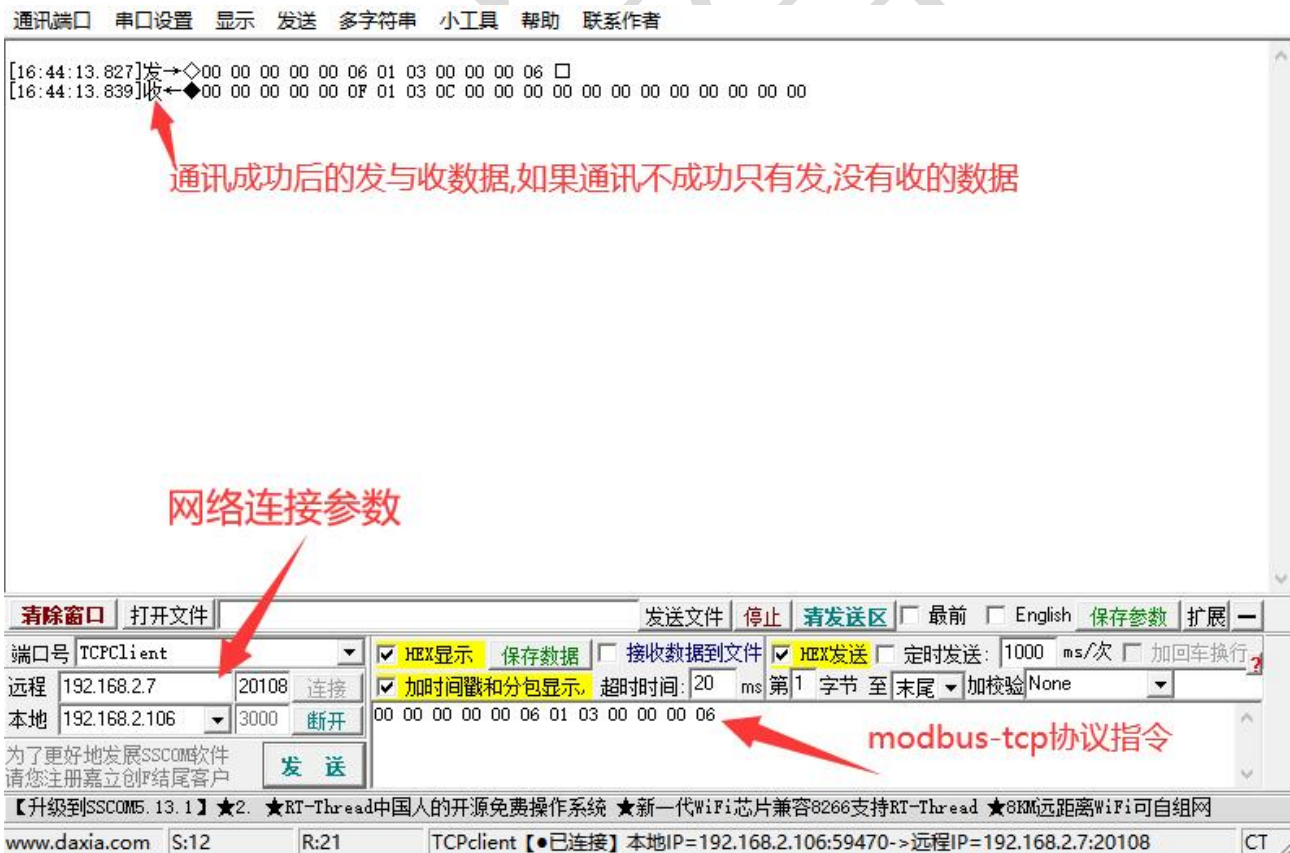 通讯端口 串口设置 显示 发送 多字符串 小工具 帮助 联系作者
[16:44:13.827]发→◇00 00 00 00 00 06 01 03 00 00 00 06 □
[16:44:13.839]收←◆00 00 00 00 00 0F 01 03 0C 00 00 00 00 00 00 00 00 00 00 00 00
通讯成功后的发与收数据,如果通讯不成功只有发,没有收的数据
网络连接参数
清除窗口 打开文件 发送文件 停止 清发送区 最前 English 保存参数 扩展 —
端口号 TCPClient HEX显示 保存数据 接收数据到文件 HEX发送 定时发送: 1000 ms/次 加回车换行 ?
远程 192.168.2.7 20108 连接 加时间戳和分包显示, 超时时间: 20 ms 第1 字节 至 末尾 加校验 None
本地 192.168.2.106 3000 断开 00 00 00 00 00 06 01 03 00 00 00 06
modbus-tcp协议指令
为了更好地发展SSCOM软件
请您注册嘉立创F结尾客户
发 送
【升级到SSCOM5.13.1】★2. ★RT-Thread中国人的开源免费操作系统 ★新一代WiFi芯片兼容8266支持RT-Thread ★8KM远距离WiFi可自组网
www.daxia.com S:12 R:21 TCPclient【●已连接】本地IP=192.168.2.106:59470->远程IP=192.168.2.7:20108 CT